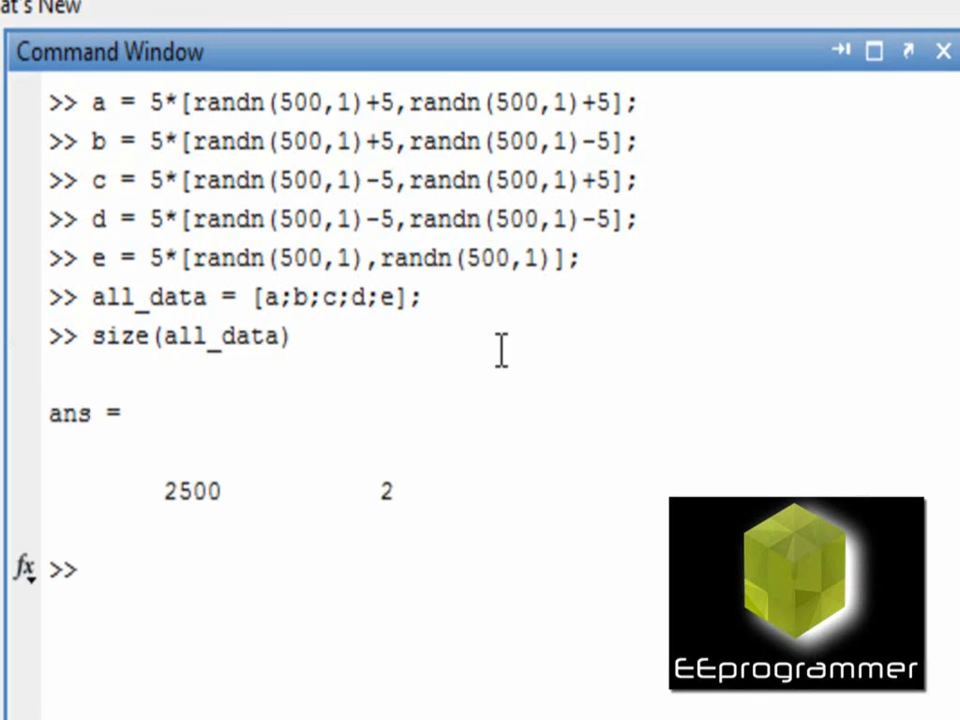 at's New
Command Window
>> a = 5*[randn(500,1)+5,randn(500,1)+5];
>> b = 5*[randn(500,1)+5,randn(500,1)-5];
>> c = 5*[randn(500,1)-5,randn(500,1)+5];
>> d = 5*[randn(500,1)-5,randn(500,1)-5];
>> e = 5*[randn(500,1),randn(500,1)];
>> all_data = [a;b;c;d;e];
>> size(all_data)
ans =
2500 2
fx >>
EEprogrammer